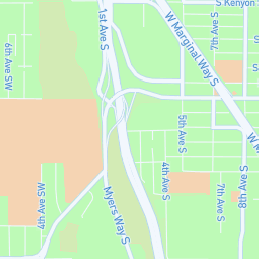 S Kenyon S
1st Ave S
W Marginal Way S
7th Ave S
6th Ave SW
S
5th Ave S
W M
4th Ave S
4th Ave SW
Myers Way S
7th Ave S
8th Ave S